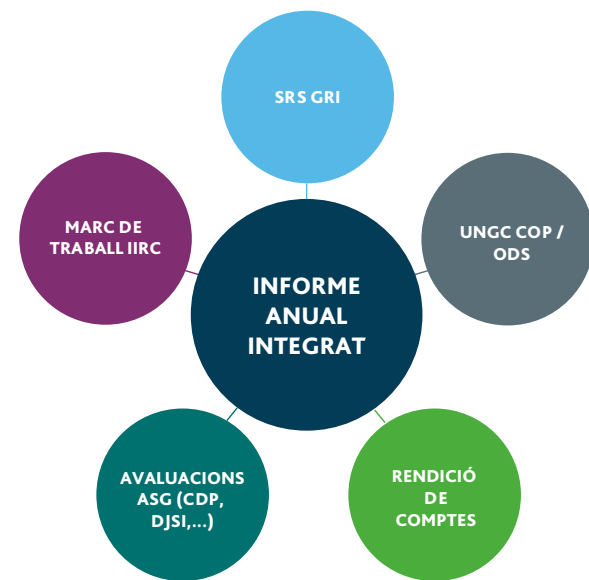 SRS GRI
MARC DE
TRABALL IIRC
UNGC COP /
ODS
INFORME
ANUAL
INTEGRAT
AVALUACIONS
ASG (CDP,
DJSI,...)
RENDICIÓ
DE
COMPTES